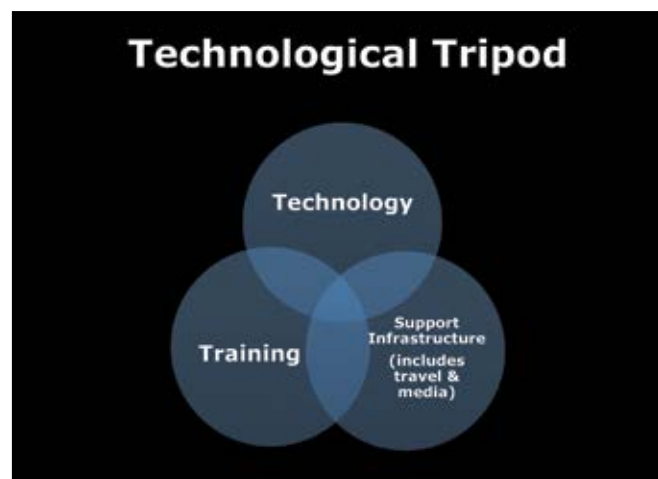 Technological Tripod
Technology
Training
Support
Infrastructure
(includes
travel &
media)